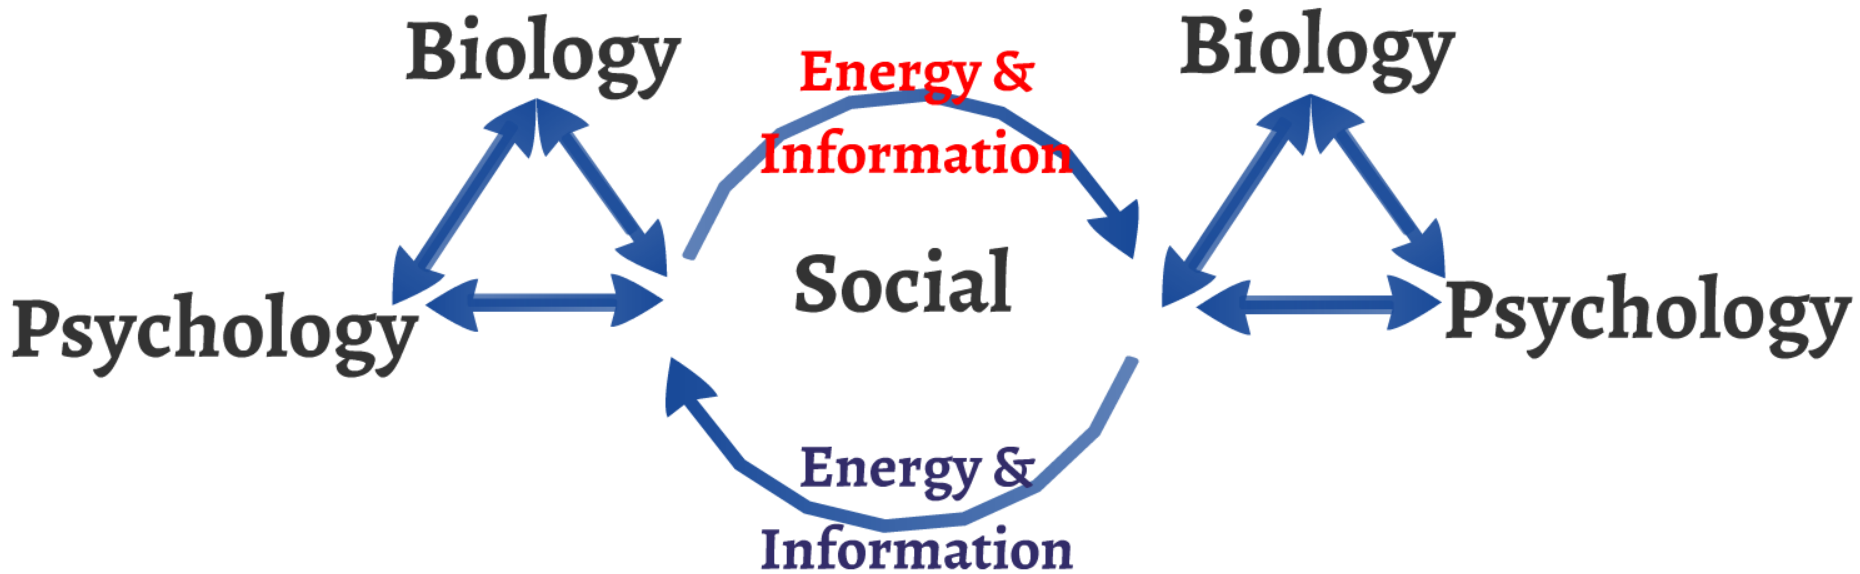 Biology
Biology
Energy &
Information
Social
Psychology
Psychology
Energy &
Information